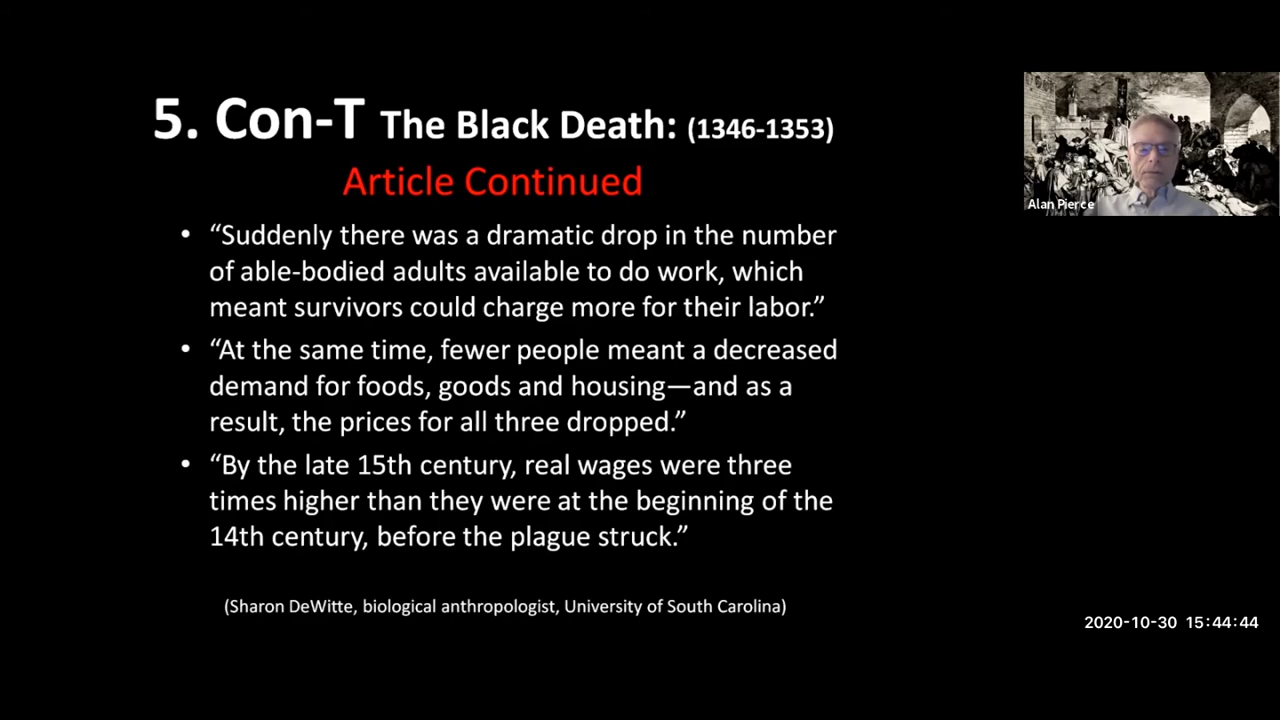 5. Con-T The Black Death: (1346-1353)
Article Continued
• “Suddenly there was a dramatic drop in the number
of able-bodied adults available to do work, which
meant survivors could charge more for their labor.”
• “At the same time, fewer people meant a decreased
demand for foods, goods and housing—and as a
result, the prices for all three dropped.”
• “By the late 15th century, real wages were three
times higher than they were at the beginning of the
14th century, before the plague struck.”
(Sharon DeWitte, biological anthropologist, University of South Carolina)
Alan Pierce
2020-10-30 15:44:44